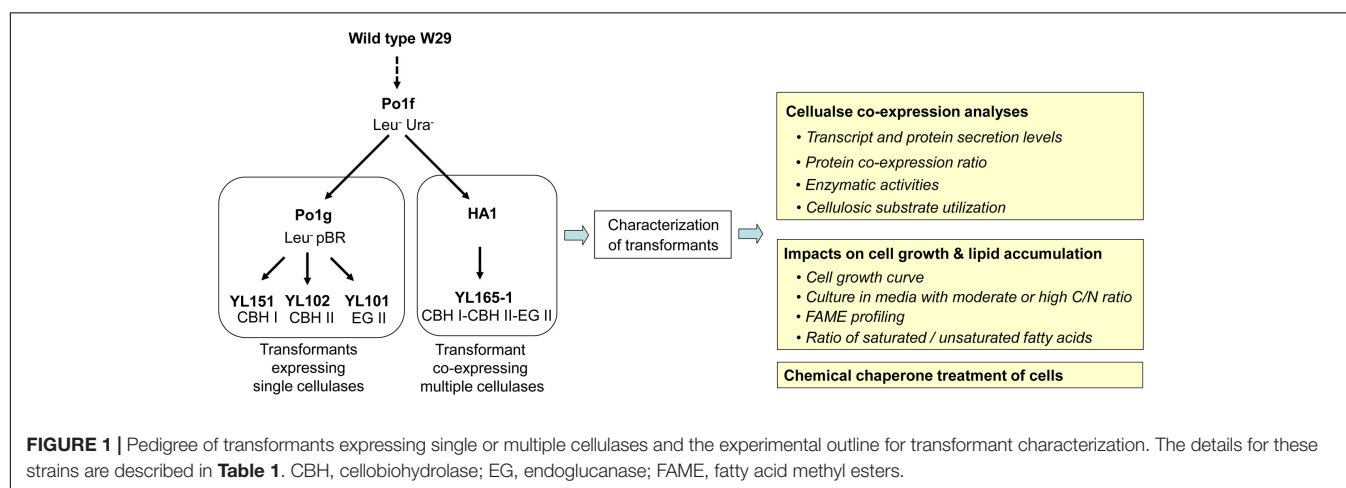 Wild type W29
Po1f
Leu- Ura-
Po1g
Leu- pBR
YL151 YL102 YL101
CBH I CBH II EG II
Transformants
expressing
single cellulases
HA1
YL165-1
CBH I-CBH II-EG II
Transformant
co-expressing
multiple cellulases
Characterization
of transformants
Cellualse co-expression analyses
• Transcript and protein secretion levels
• Protein co-expression ratio
• Enzymatic activities
• Cellulosic substrate utilization
Impacts on cell growth & lipid accumulation
• Cell growth curve
• Culture in media with moderate or high C/N ratio
• FAME profiling
• Ratio of saturated / unsaturated fatty acids
Chemical chaperone treatment of cells
FIGURE 1 | Pedigree of transformants expressing single or multiple cellulases and the experimental outline for transformant characterization. The details for these
strains are described in Table 1. CBH, cellobiohydrolase; EG, endoglucanase; FAME, fatty acid methyl esters.